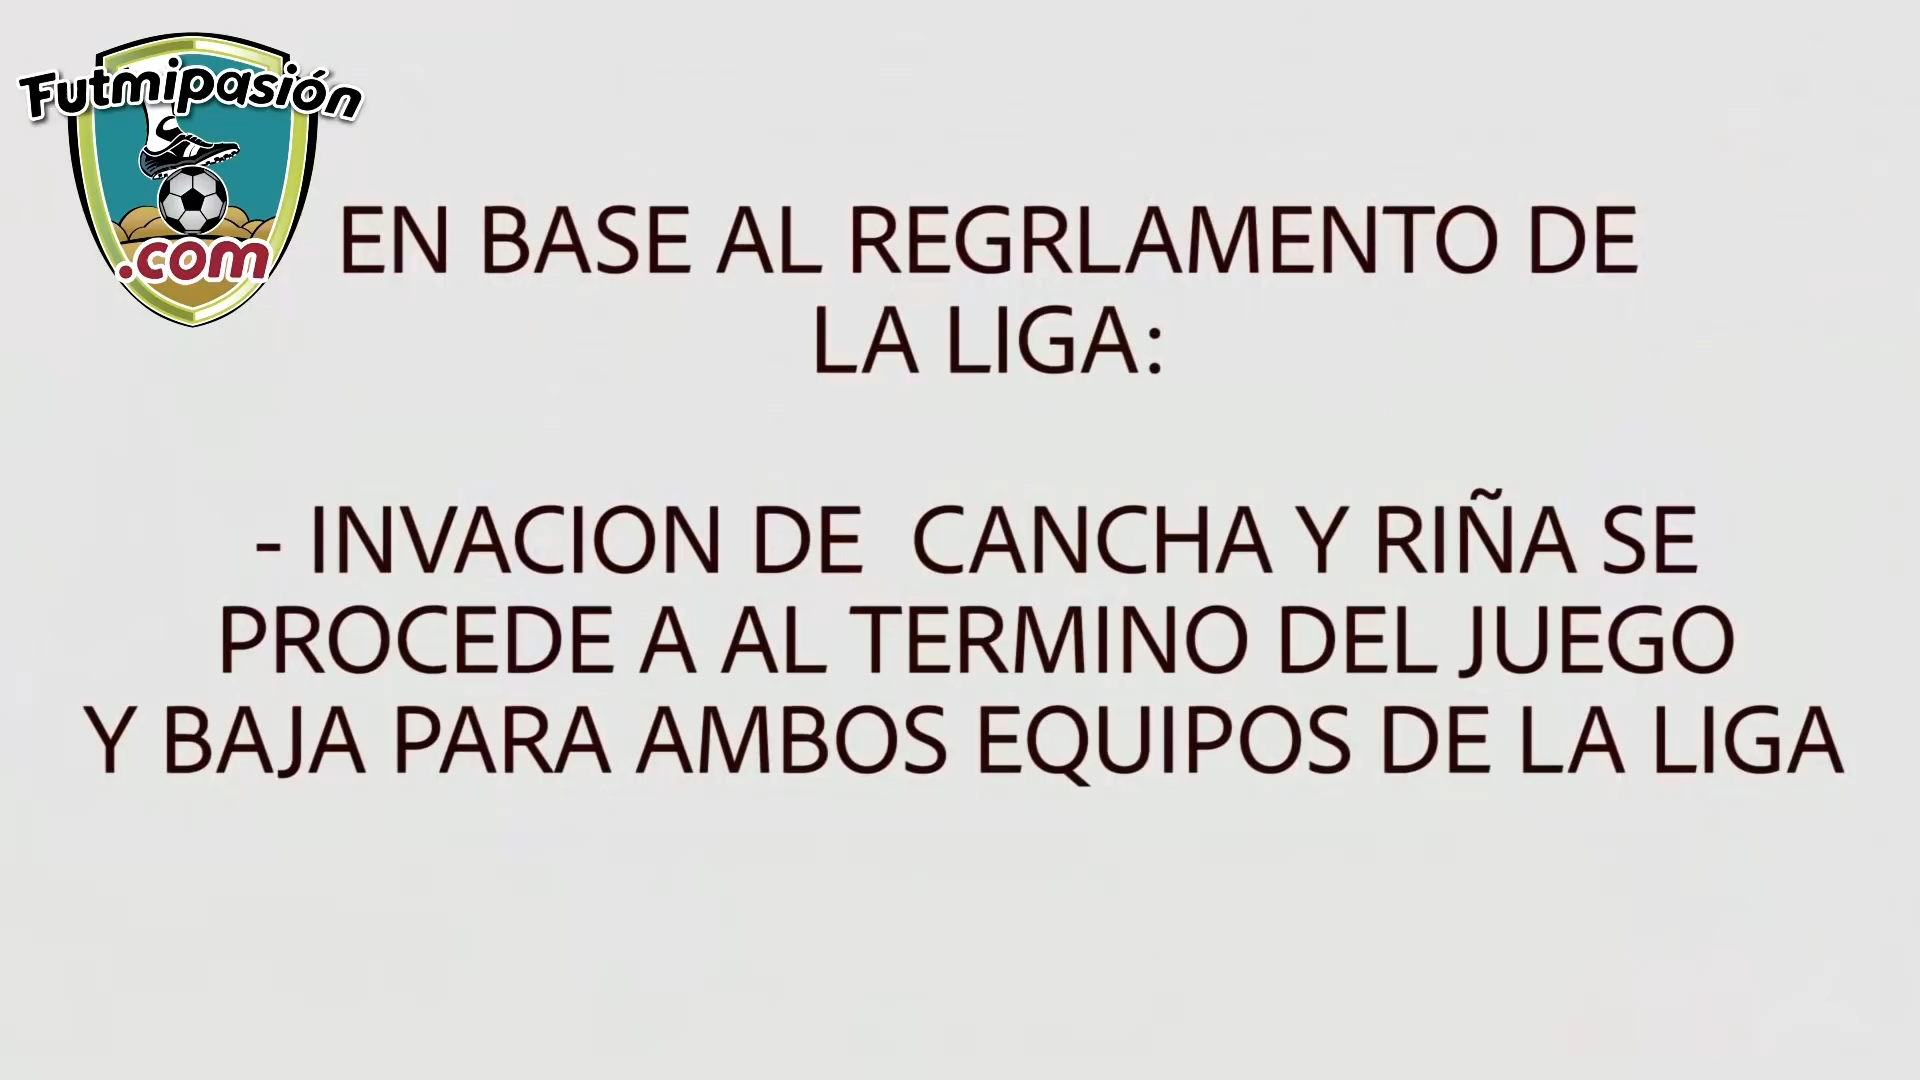 Futmipasión
.com
EN BASE AL REGRLAMENTO DE
LA LIGA:
- INVACION DE  CANCHA Y RIÑA SE
PROCEDE A AL TERMINO DEL JUEGO
Y BAJA PARA AMBOS EQUIPOS DE LA LIGA